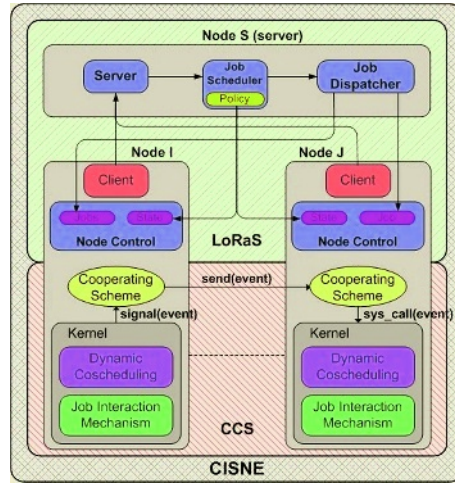 Node S (server)
Server
Job
Scheduler
Policy
Job
Dispatcher
Node I
Node J
Client
Client
Jobs
State
State
Job
Node Control
Node Control
LoRaS
Cooperating
Scheme
send(event)
Cooperating
Scheme
signal(event)
sys_call(event)
Kernel
Kernel
Dynamic
Coscheduling
Dynamic
Coscheduling
Job Interaction
Mechanism
Job Interaction
Mechanism
CCS
CISNE